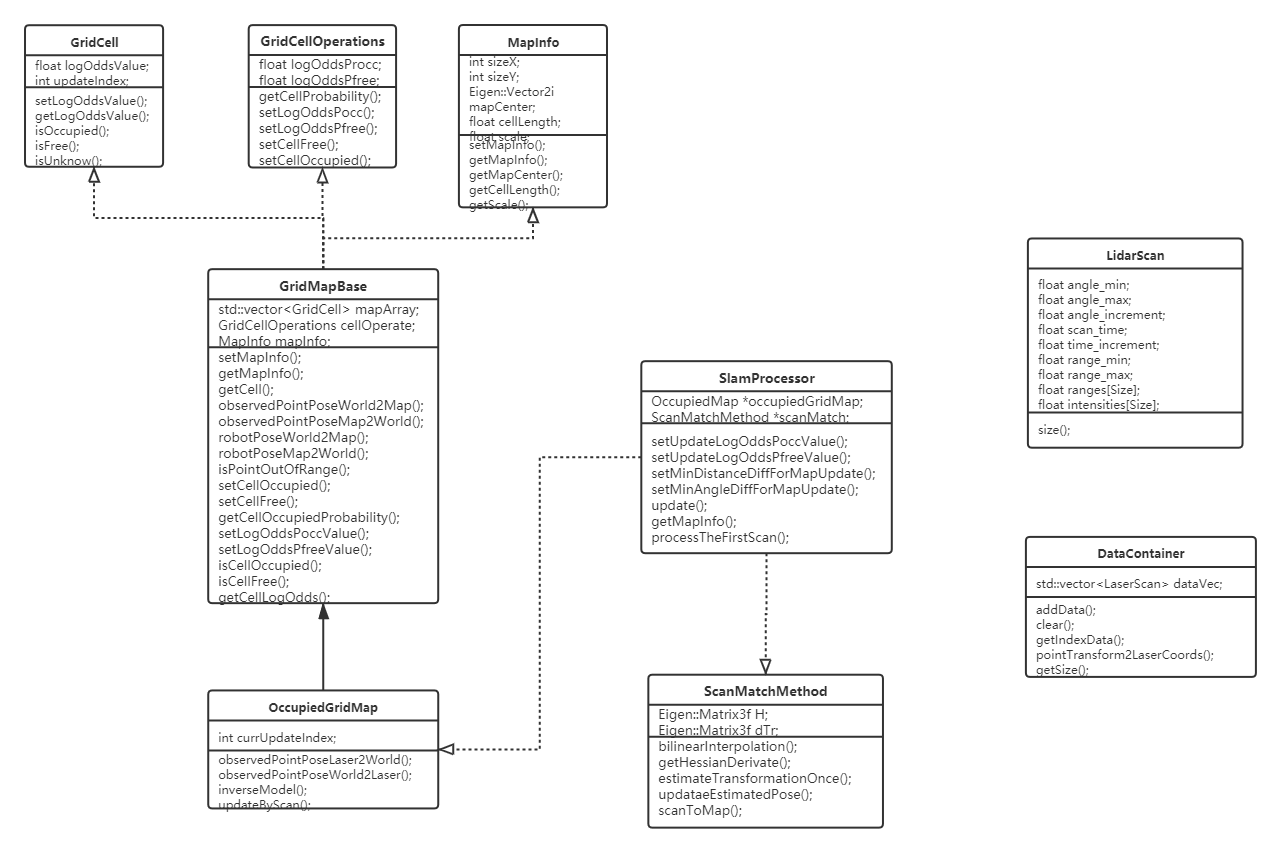 GridCell
float logOddsValue;
int updateIndex;
setLogOddsValue();
getLogOddsValue();
isOccupied();
isFree();
isUnknow();
GridCellOperations
float logOddsProcc;
float logOddsPfree;
getCellProbability();
setLogOddsPocc();
setLogOddsPfree();
setCellFree();
setCellOccupied();
MapInfo
int sizeX;
int sizeY;
Eigen::Vector2i
mapCenter;
float cellLength;
float scale;
setMapInfo();
getMapInfo();
getMapCenter();
getCellLength();
getScale();
GridMapBase
std::vector<GridCell> mapArray;
GridCellOperations cellOperate;
MapInfo mapInfo;
setMapInfo();
getMapInfo();
getCell();
observedPointPoseWorld2Map();
observedPointPoseMap2World();
robotPoseWorld2Map();
robotPoseMap2World();
isPointOutOfRange();
setCellOccupied();
setCellFree();
getCellOccupiedProbability();
setLogOddsPoccValue();
setLogOddsPfreeValue();
isCellOccupied();
isCellFree();
getCellLogOdds();
OccupiedGridMap
int currUpdateIndex;
observedPointPoseLaser2World();
observedPointPoseWorld2Laser();
inverseModel();
updateByScan();
SlamProcessor
OccupiedMap *occupiedGridMap;
ScanMatchMethod *scanMatch;
setUpdateLogOddsPoccValue();
setUpdateLogOddsPfreeValue();
setMinDistanceDiffForMapUpdate();
setMinAngleDiffForMapUpdate();
update();
getMapInfo();
processTheFirstScan();
ScanMatchMethod
Eigen::Matrix3f H;
Eigen::Matrix3f dTr;
bilinearInterpolation();
getHessianDerivate();
estimateTransformationOnce();
updataeEstimatedPose();
scanToMap();
LidarScan
float angle_min;
float angle_max;
float angle_increment;
float scan_time;
float time_increment;
float range_min;
float range_max;
float ranges[Size];
float intensities[Size];
size();
DataContainer
std::vector<LaserScan> dataVec;
addData();
clear();
getIndexData();
pointTransform2LaserCoords();
getSize();